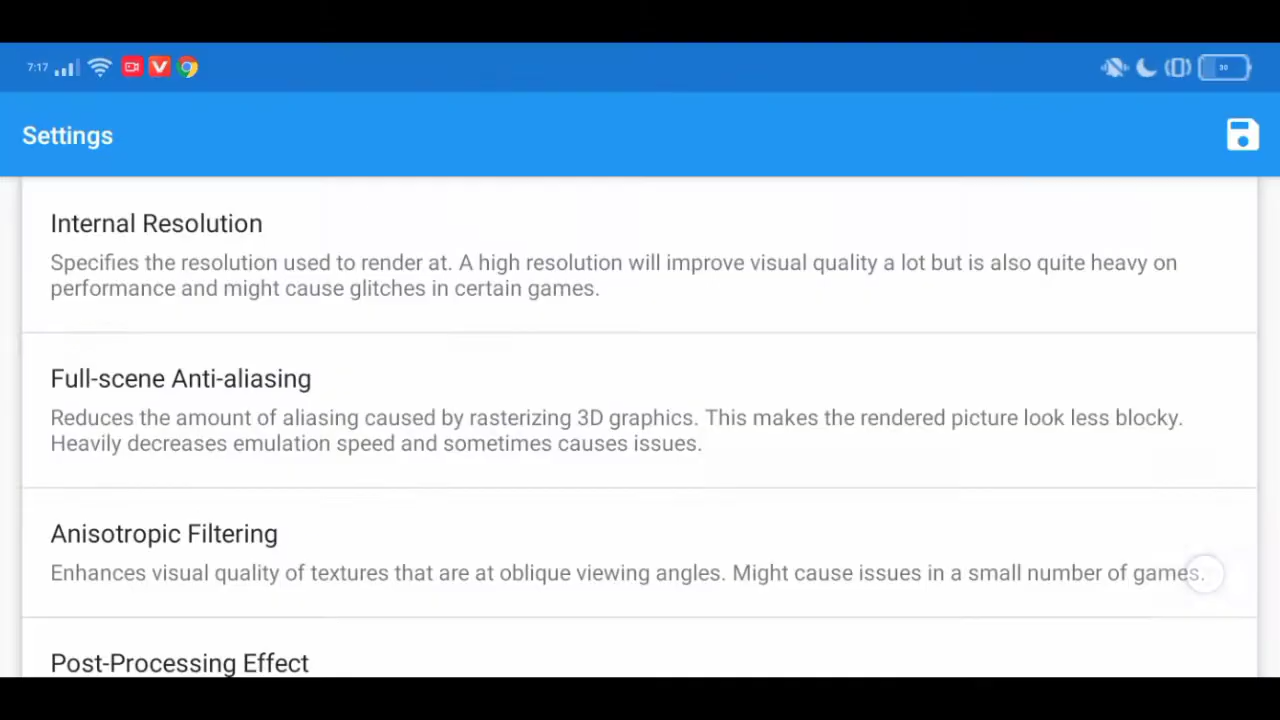 7:17
30
Settings
Internal Resolution
Specifies the resolution used to render at. A high resolution will improve visual quality a lot but is also quite heavy on
performance and might cause glitches in certain games.
Full-scene Anti-aliasing
Reduces the amount of aliasing caused by rasterizing 3D graphics. This makes the rendered picture look less blocky.
Heavily decreases emulation speed and sometimes causes issues.
Anisotropic Filtering
Enhances visual quality of textures that are at oblique viewing angles. Might cause issues in a small number of games.
Post-Processing Effect